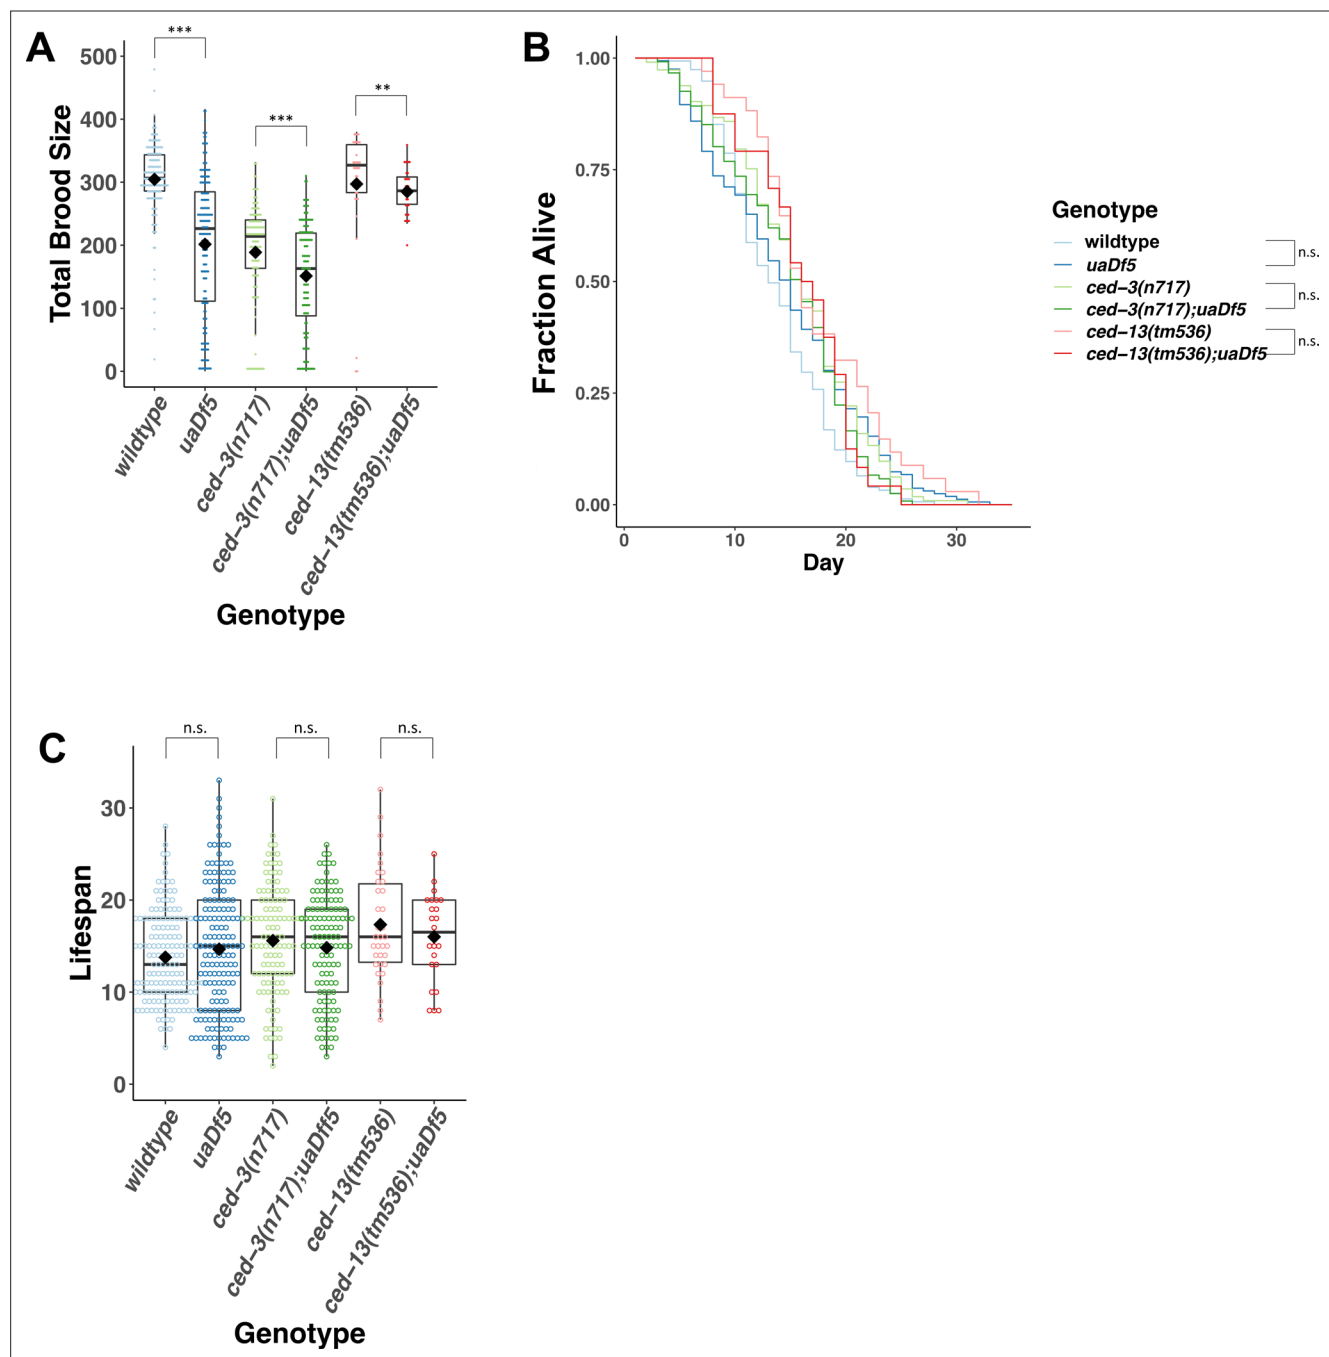 A
***
***
**
500
400
300
200
100
0
Total Brood Size
wildtype
uaDf5
ced−3(n717)
ced−3(n717);uaDf5
ced−13(tm536)
ced−13(tm536);uaDf5
Genotype
B
1.00
0.75
0.50
0.25
0.00
Fraction Alive
0
10
20
30
Day
Genotype
wildtype
uaDf5
n.s.
ced−3(n717)
ced−3(n717);uaDf5
n.s.
ced−13(tm536)
ced−13(tm536);uaDf5
n.s.
C
n.s.
n.s.
n.s.
30
20
10
0
Lifespan
wildtype
uaDf5
ced−3(n717)
ced−3(n717);uaDff5
ced−13(tm536)
ced−13(tm536);uaDf5
Genotype